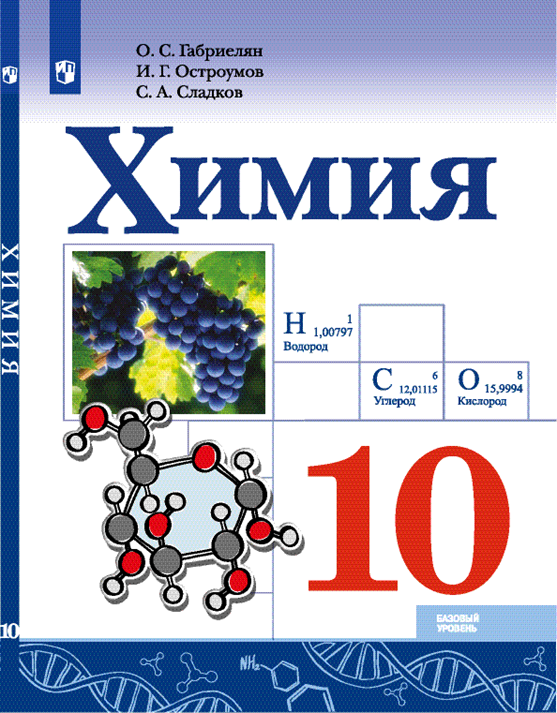 О. С. Габриелян
И. Г. Остроумов
С. А. Сладков
Химия
ХИМИЯ
H 1
1,00797
Водород
C 6
12,01115
Углерод
O 8
15,9994
Кислород
10
БАЗОВЫЙ
УРОВЕНЬ
10
NH₂